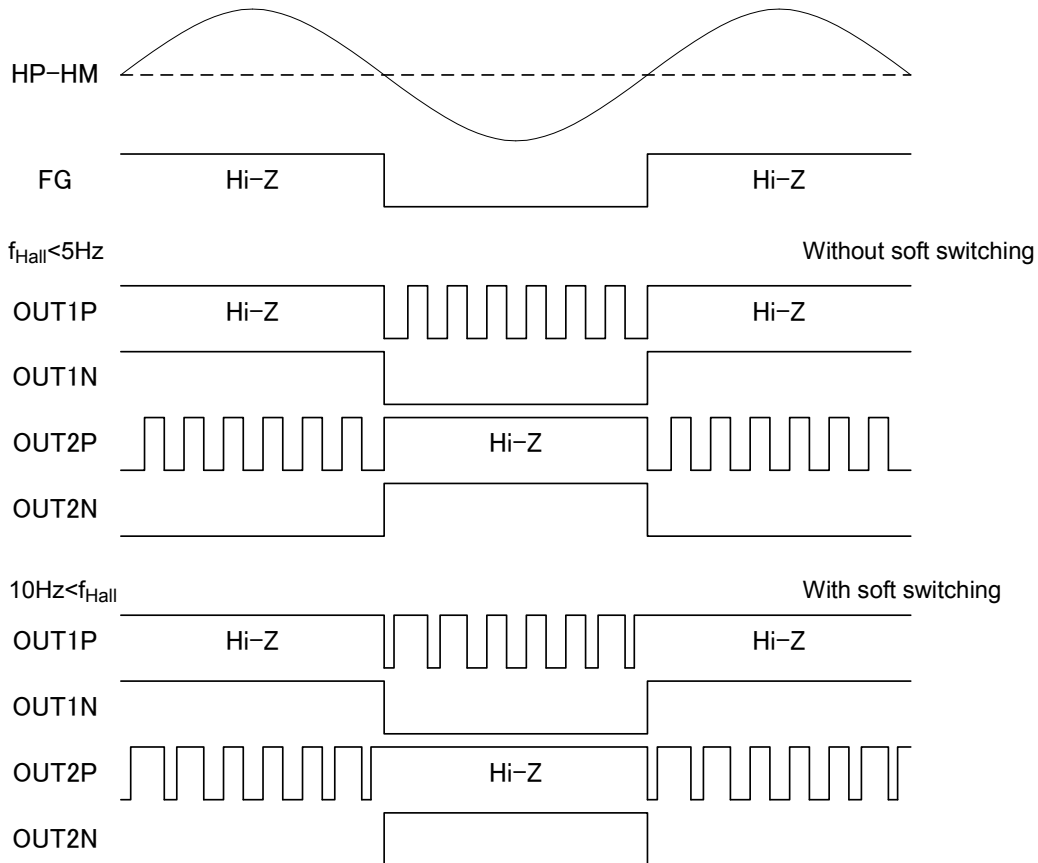 HP-HM
FG Hi-Z Hi-Z
fHall<5Hz Without soft switching
OUT1P Hi-Z Hi-Z
OUT1N
OUT2P Hi-Z
OUT2N
10Hz<fHall With soft switching
OUT1P Hi-Z Hi-Z
OUT1N
OUT2P Hi-Z
OUT2N